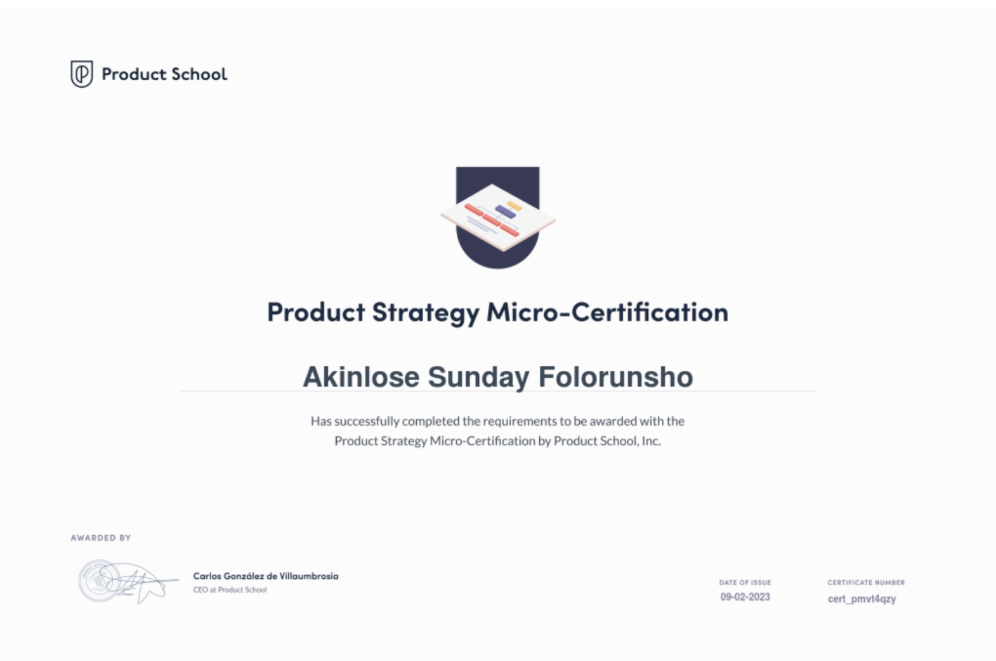 Product School
Product Strategy Micro-Certification
Akinlose Sunday Folorunsho
Has successfully completed the requirements to be awarded with the
Product Strategy Micro-Certification by Product School, Inc.
AWARDED BY
Carlos González de Villaumbrosia
CEO at Product School
DATE OF ISSUE
09-02-2023
CERTIFICATE NUMBER
cert_pmvt4qzy